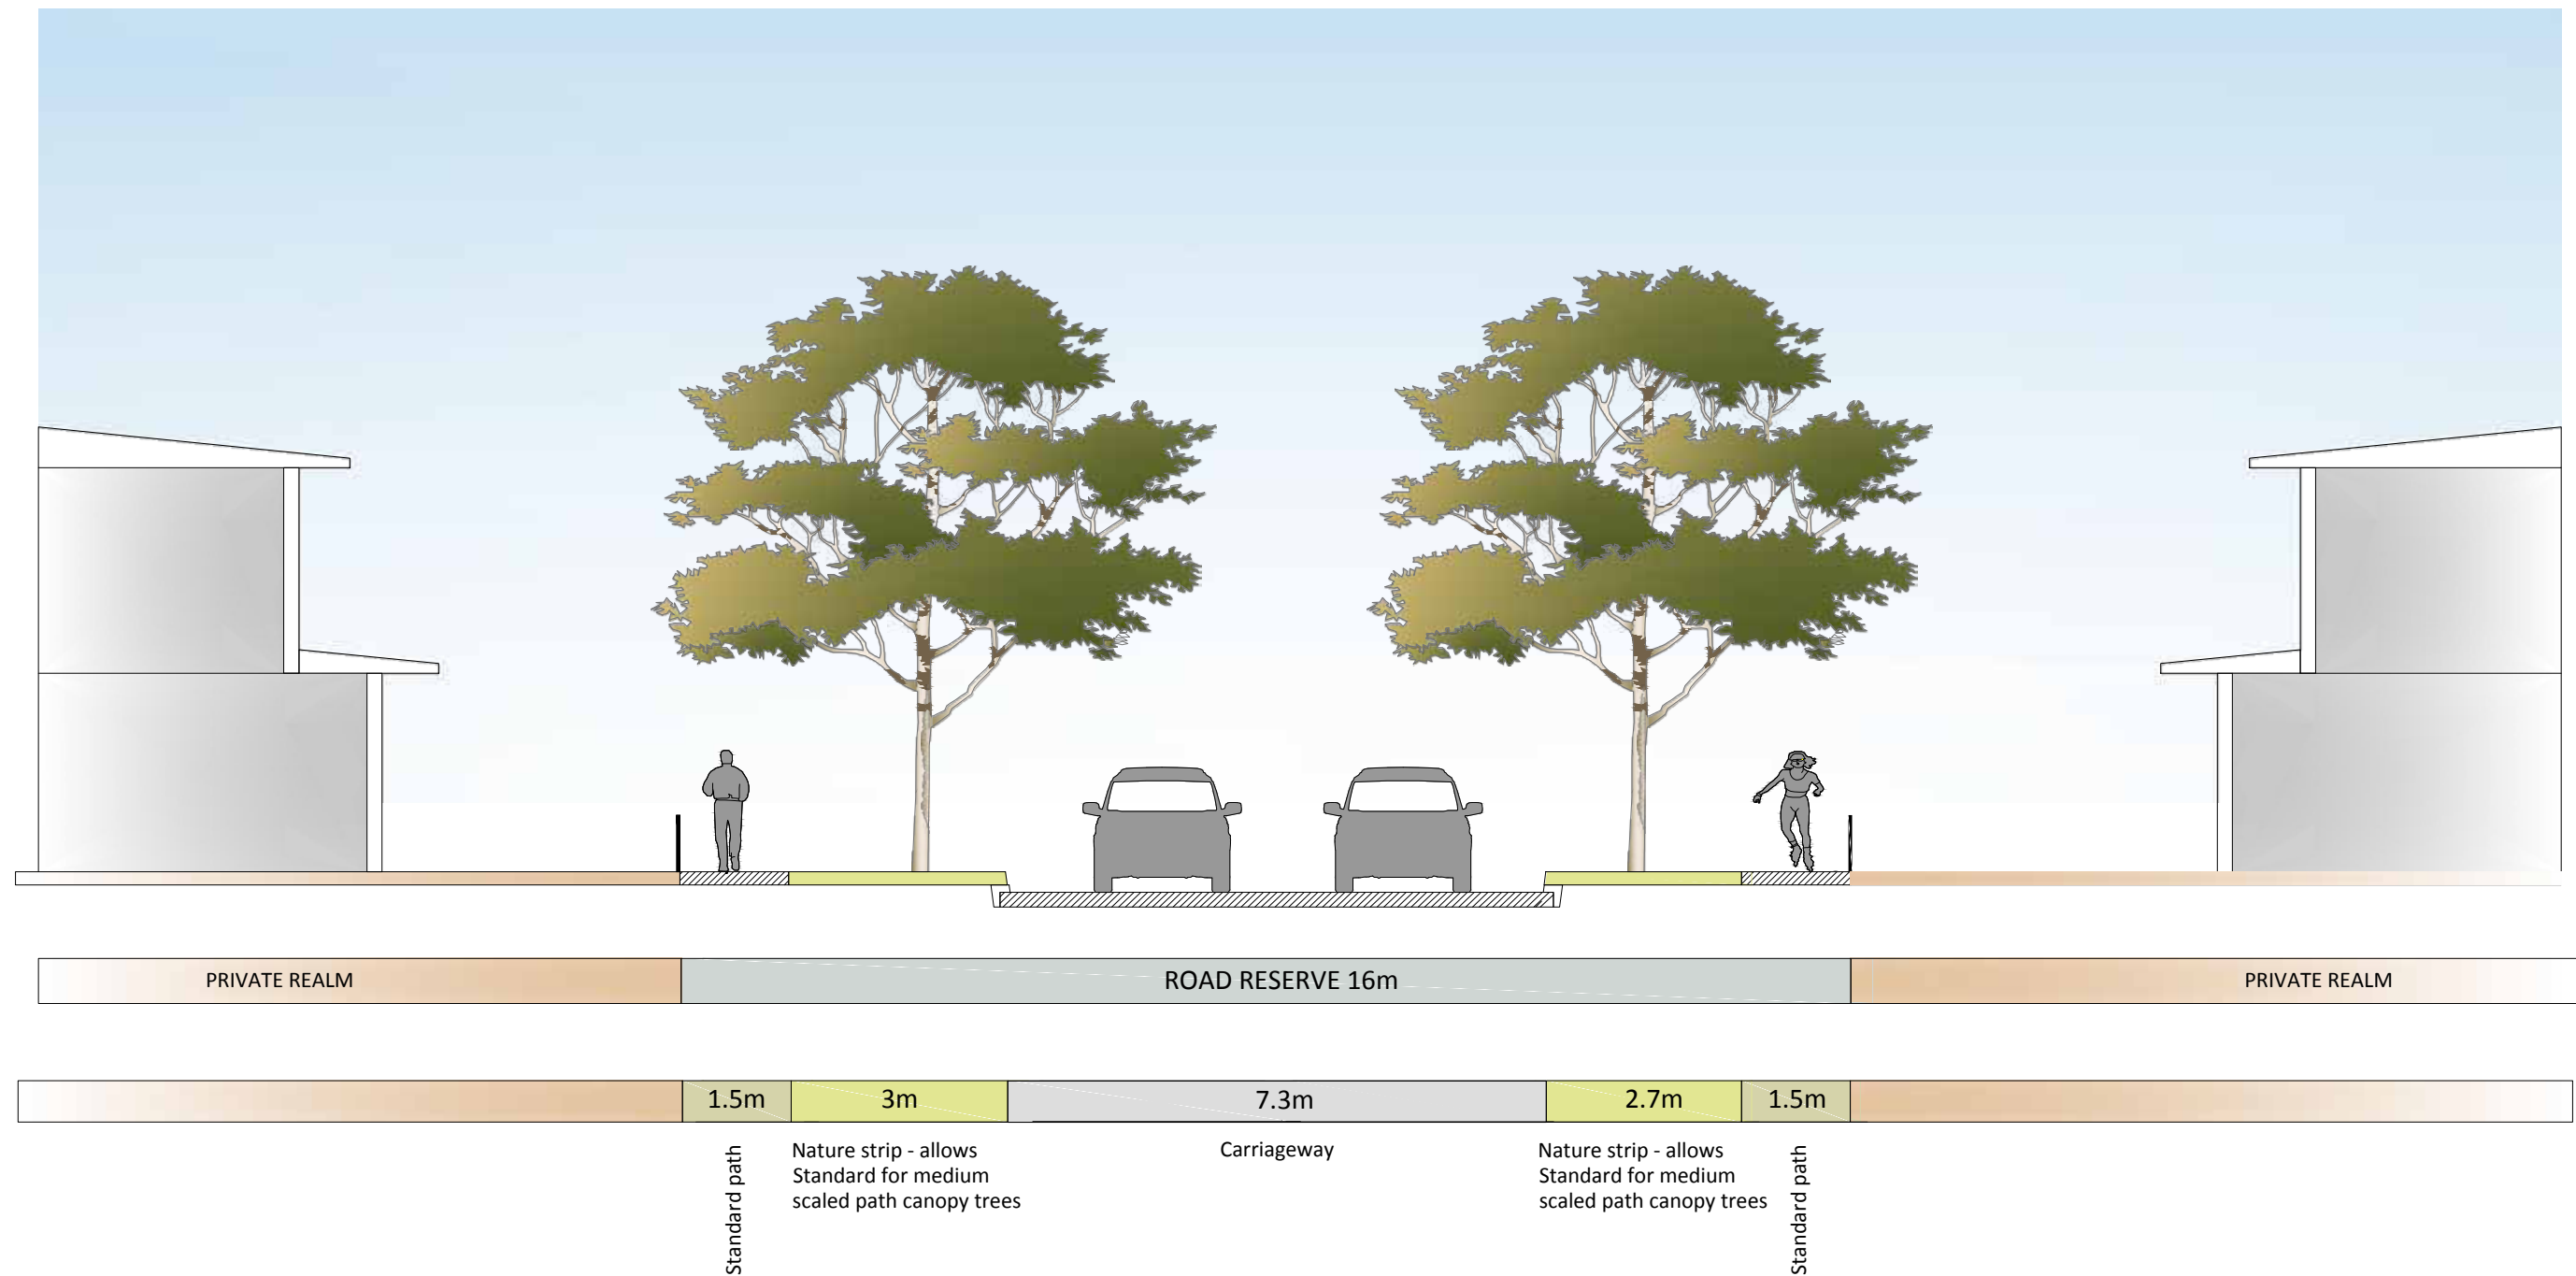 PRIVATE REALM
ROAD RESERVE 16m
PRIVATE REALM
1.5m
3m
7.3m
2.7m
1.5m
Standard path
Nature strip - allows
Standard for medium
scaled path canopy trees
Carriageway
Nature strip - allows
Standard for medium
scaled path canopy trees
Standard path